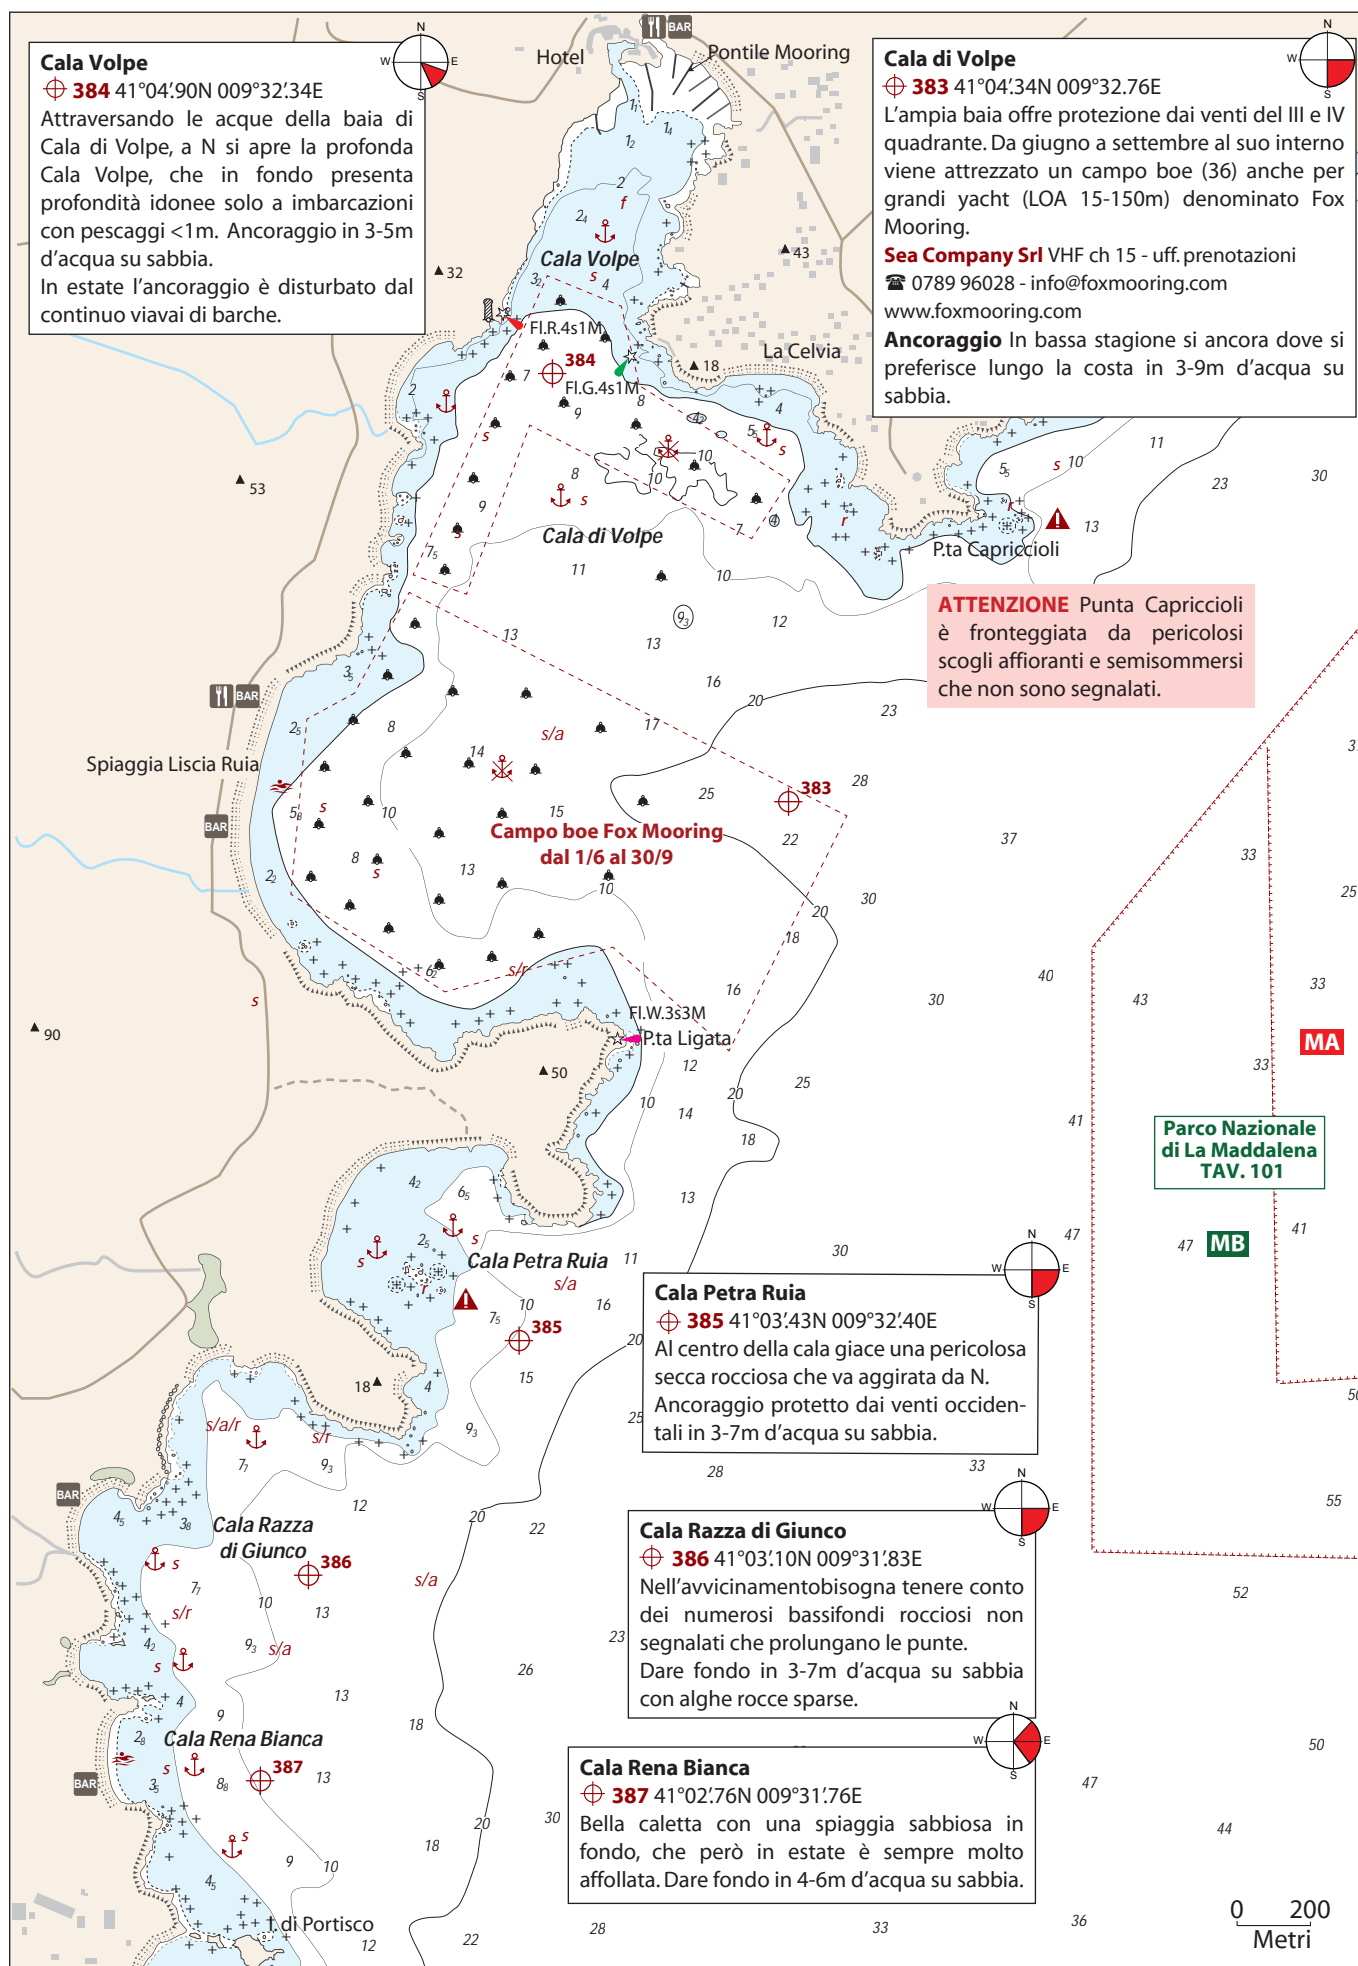 Cala Volpe
384 41°04'.90N 009°32'.34E
Attraversando le acque della baia di
Cala di Volpe, a N si apre la profonda
Cala Volpe, che in fondo presenta
profondità idonee solo a imbarcazioni
con pescaggi <1m. Ancoraggio in 3-5m
d'acqua su sabbia.
In estate l'ancoraggio è disturbato dal
continuo viavai di barche.
N
W
E
S
Hotel
BAR
Pontile Mooring
Cala di Volpe
383 41°04'.34N 009°32.76E
L'ampia baia offre protezione dai venti del III e IV
quadrante. Da giugno a settembre al suo interno
viene attrezzato un campo boe (36) anche per
grandi yacht (LOA 15-150m) denominato Fox
Mooring.
Sea Company Srl VHF ch 15 - uff. prenotazioni
☎ 0789 96028 - info@foxmooring.com
www.foxmooring.com
Ancoraggio In bassa stagione si ancora dove si
preferisce lungo la costa in 3-9m d'acqua su
sabbia.
N
W
E
S
Cala Volpe
32
43
Fl.R.4s1M
384
Fl.G.4s1M
La Celvia
18
53
Cala di Volpe
P.ta Capriccioli
ATTENZIONE Punta Capriccioli
è fronteggiata da pericolosi
scogli affioranti e semisommersi
che non sono segnalati.
BAR
Spiaggia Liscia Ruia
BAR
s/a
383
Campo boe Fox Mooring
dal 1/6 al 30/9
s/r
90
Fl.W.3s3M
P.ta Ligata
50
MA
Parco Nazionale
di La Maddalena
TAV. 101
MB
Cala Petra Ruia
s/a
385
18
Cala Petra Ruia
385 41°03'.43N 009°32'.40E
Al centro della cala giace una pericolosa
secca rocciosa che va aggirata da N.
Ancoraggio protetto dai venti occiden-
tali in 3-7m d'acqua su sabbia.
N
W
E
S
s/a/r
s/r
BAR
Cala Razza
di Giunco
386
s/a
s/r
s/a
Cala Razza di Giunco
386 41°03'.10N 009°31'.83E
Nell'avvicinamentobisogna tenere conto
dei numerosi bassifondi rocciosi non
segnalati che prolungano le punte.
Dare fondo in 3-7m d'acqua su sabbia
con alghe rocce sparse.
N
W
E
S
Cala Rena Bianca
387
BAR
Cala Rena Bianca
387 41°02'.76N 009°31'.76E
Bella caletta con una spiaggia sabbiosa in
fondo, che però in estate è sempre molto
affollata. Dare fondo in 4-6m d'acqua su sabbia.
N
W
E
S
I. di Portisco
0 200
Metri